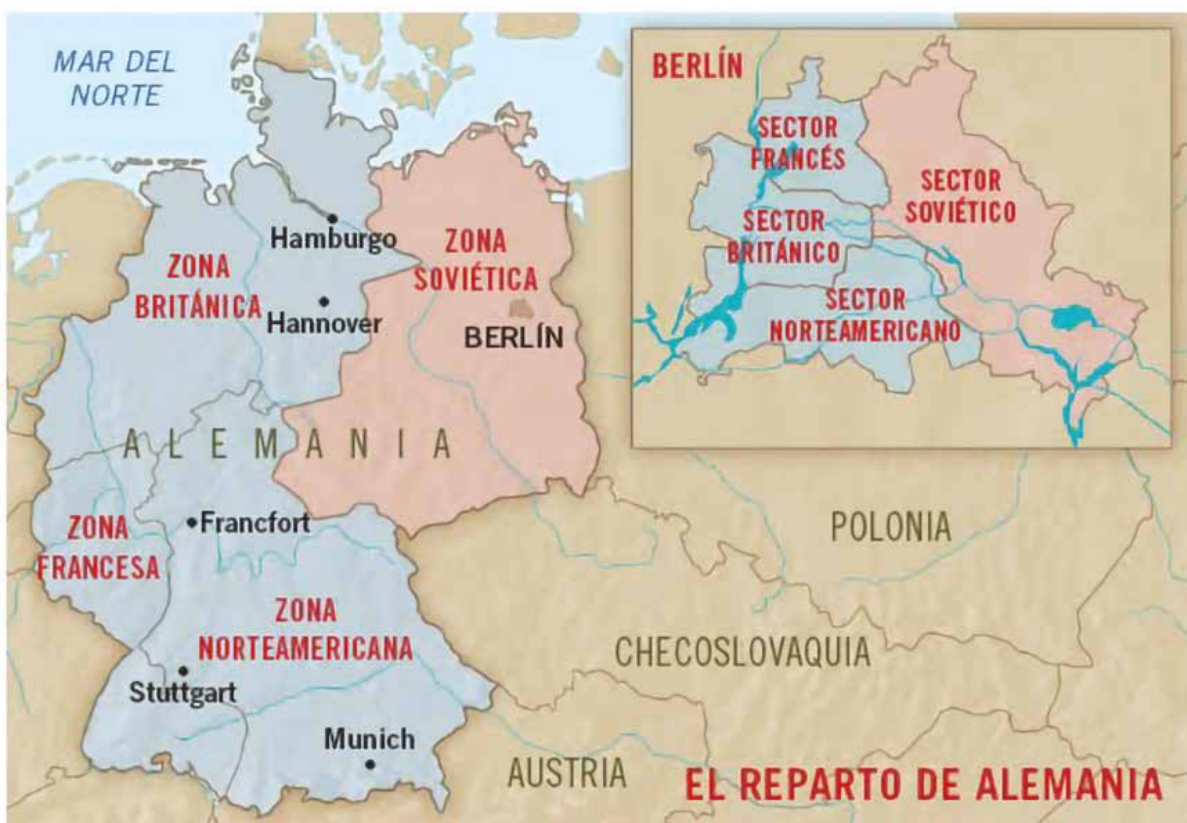 MAR DEL
NORTE
Hamburgo
ZONA
BRITÁNICA
Hannover
ZONA
SOVIÉTICA
BERLÍN
ALEMANIA
ZONA
FRANCESA
Francfort
ZONA
NORTEAMERICANA
Stuttgart
Munich
BERLÍN
SECTOR
FRANCÉS
SECTOR
SOVIÉTICO
SECTOR
BRITÁNICO
SECTOR
NORTEAMERICANO
POLONIA
CHECOSLOVAQUIA
AUSTRIA
EL REPARTO DE ALEMANIA